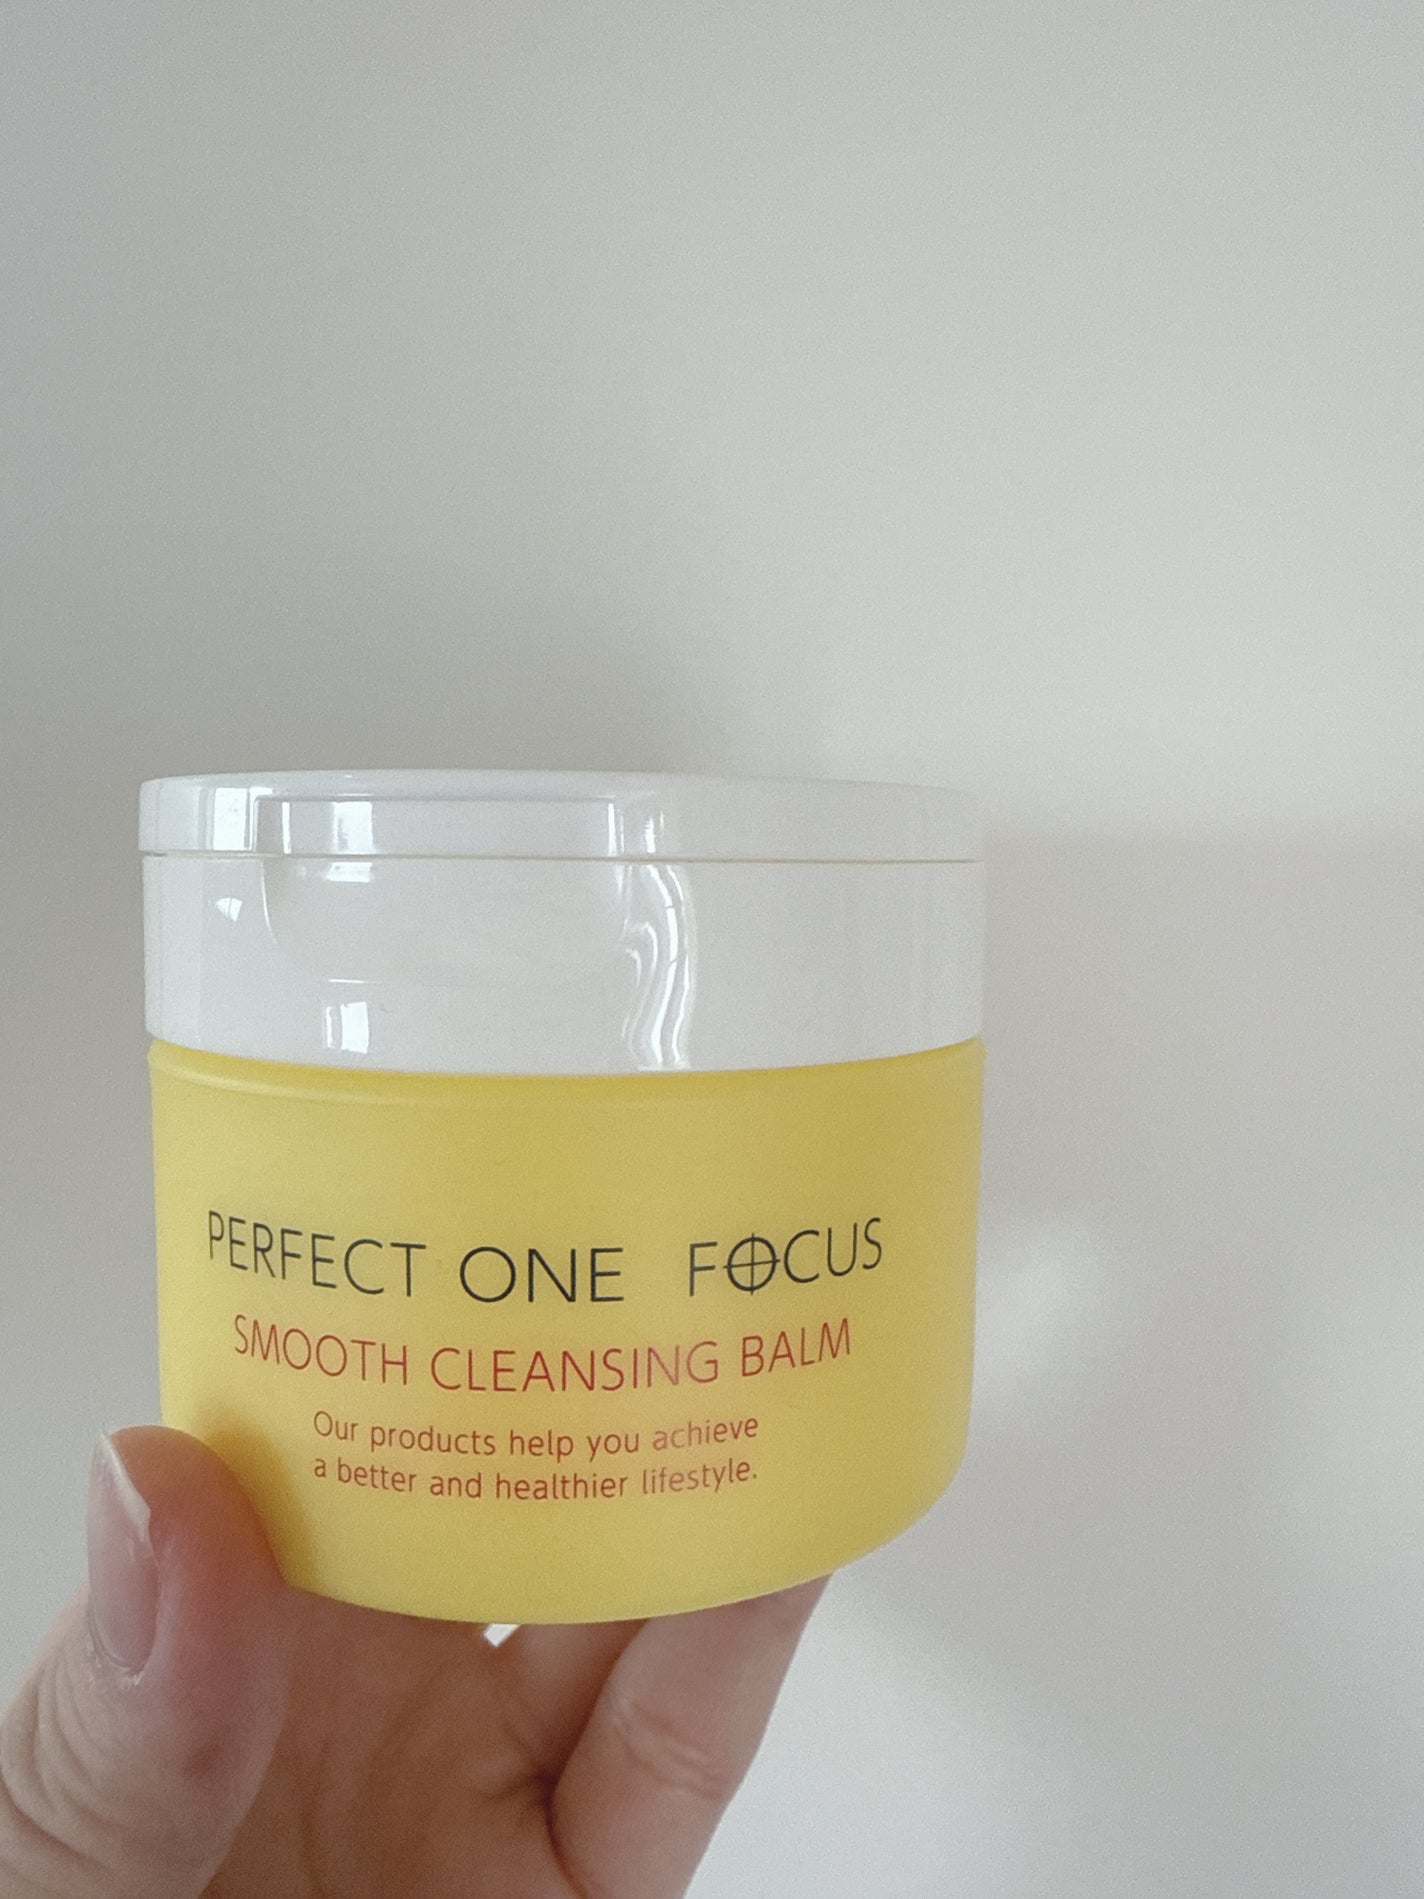 PERFECT ONE FOCUS
SMOOTH CLEANSING BALM
Our products help you achieve
a better and healthier lifestyle.